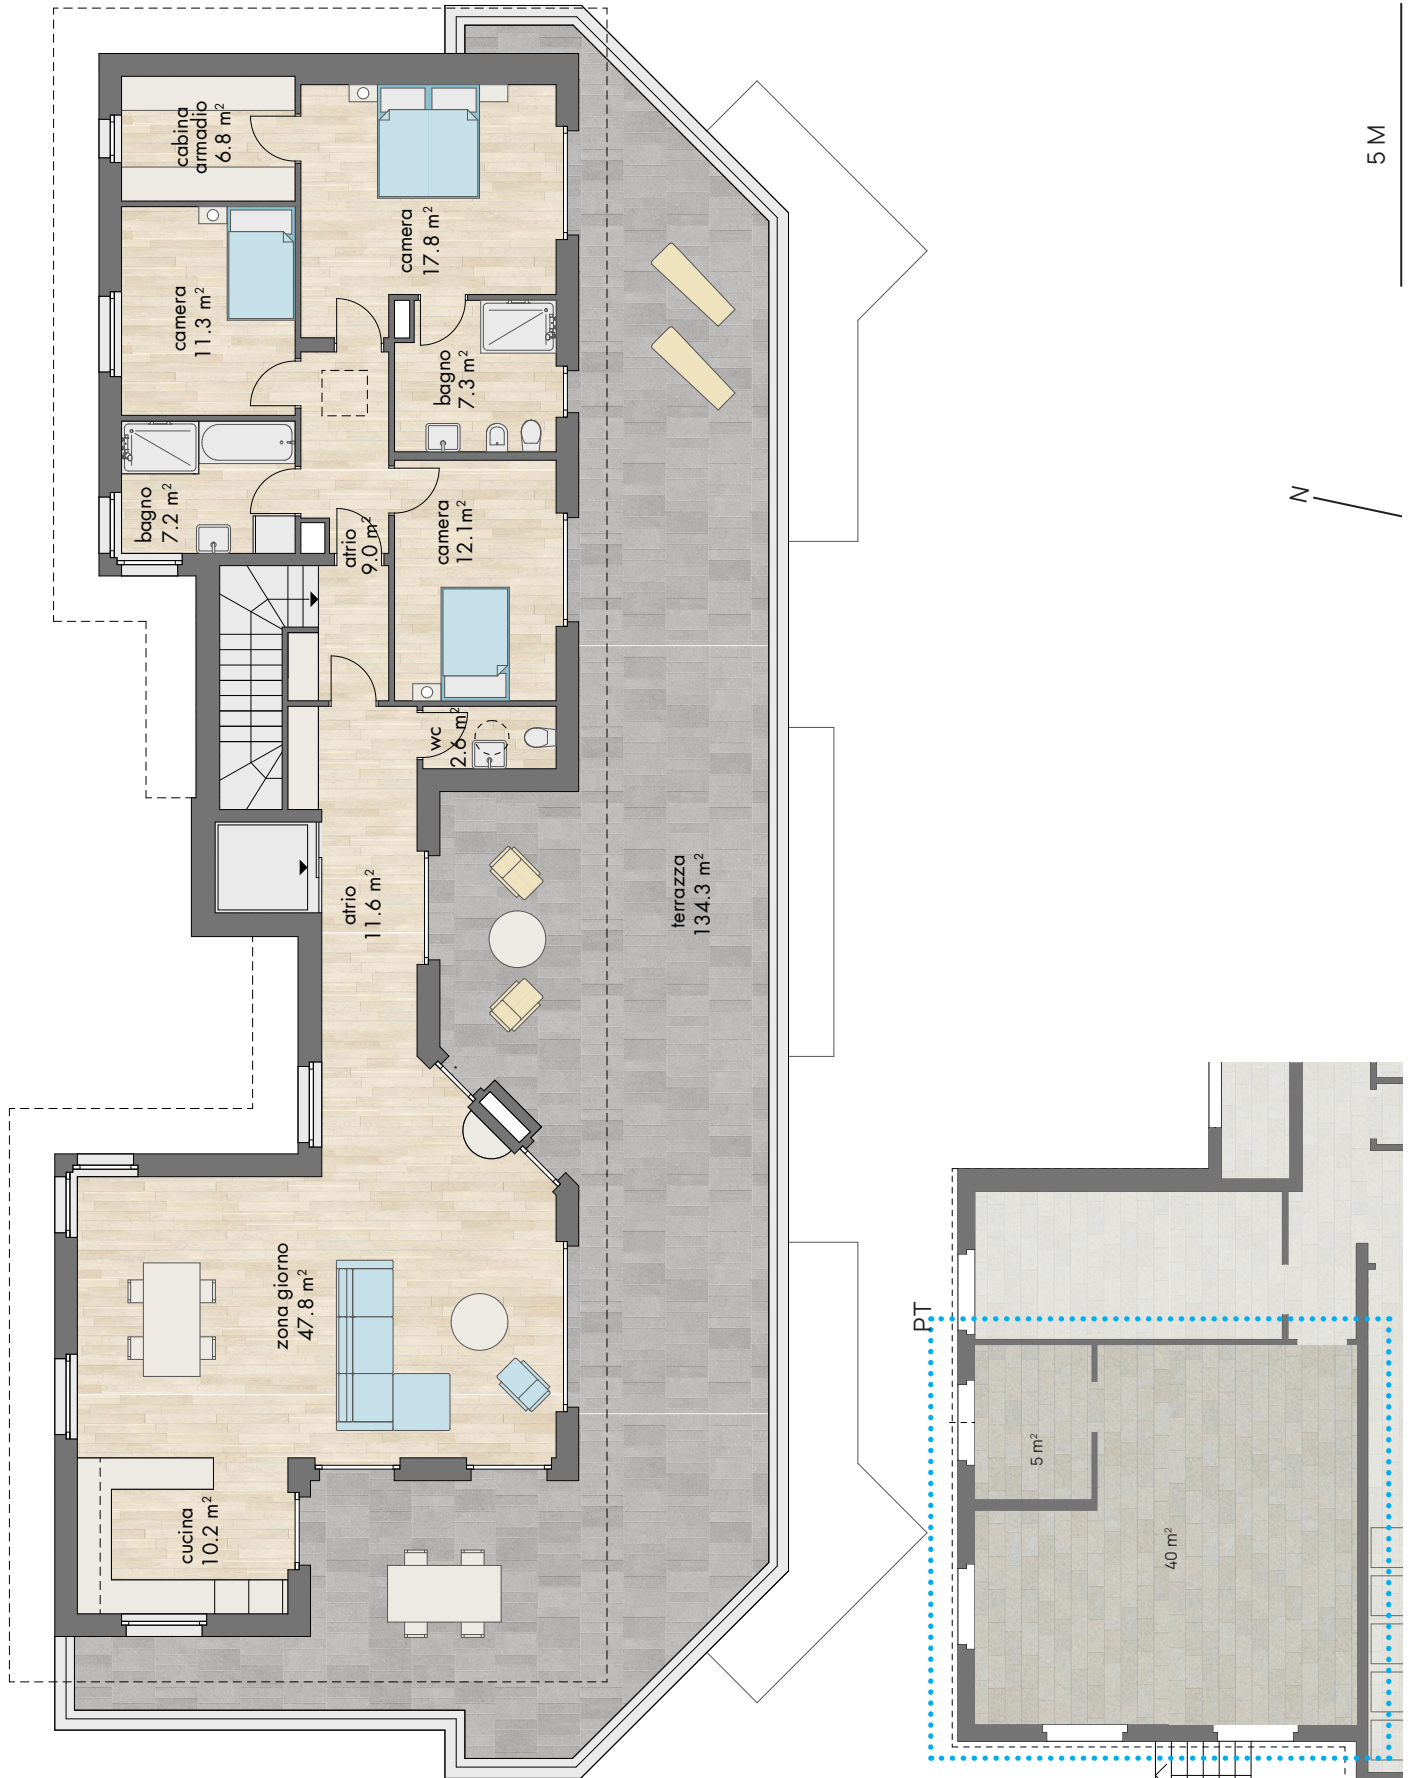 cabina
armadio
6.8 m²
camera
17.8 m²
camera
11.3 m²
bagno
7.3 m²
bagno
7.2 m²
atrio
9.0 m²
camera
12.1m²
wc
2.6 m²
atrio
11.6 m²
terrazza
134.3 m²
zona giorno
47.8 m²
cucina
10.2 m²
5 M
N
PT
5 m²
40 m²